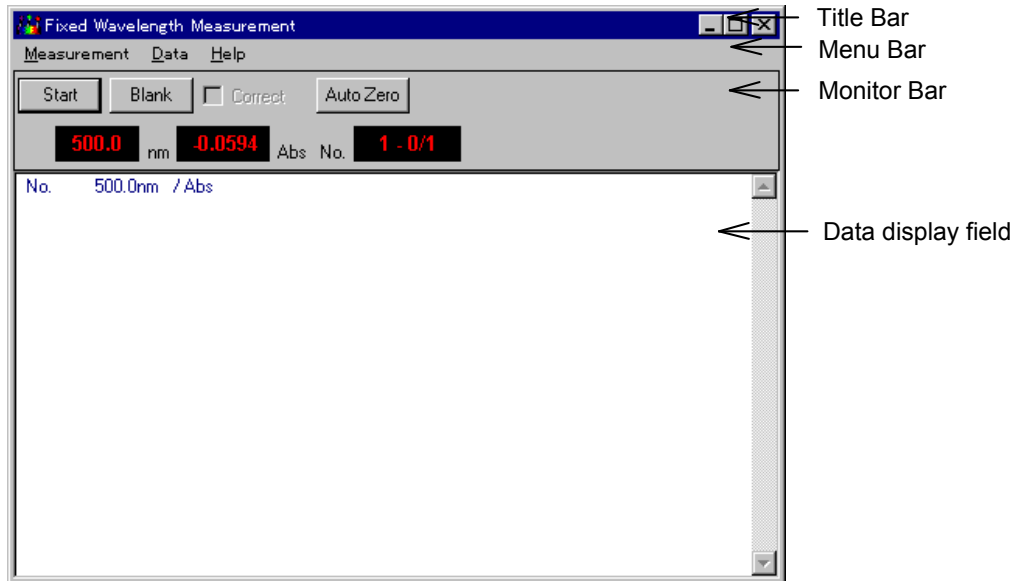 Fixed Wavelength Measurement
Title Bar
Measurement Data Help
Menu Bar
Start Blank Correct Auto Zero
Monitor Bar
500.0 nm -0.0594 Abs No. 1 - 0/1
No. 500.0nm / Abs
Data display field